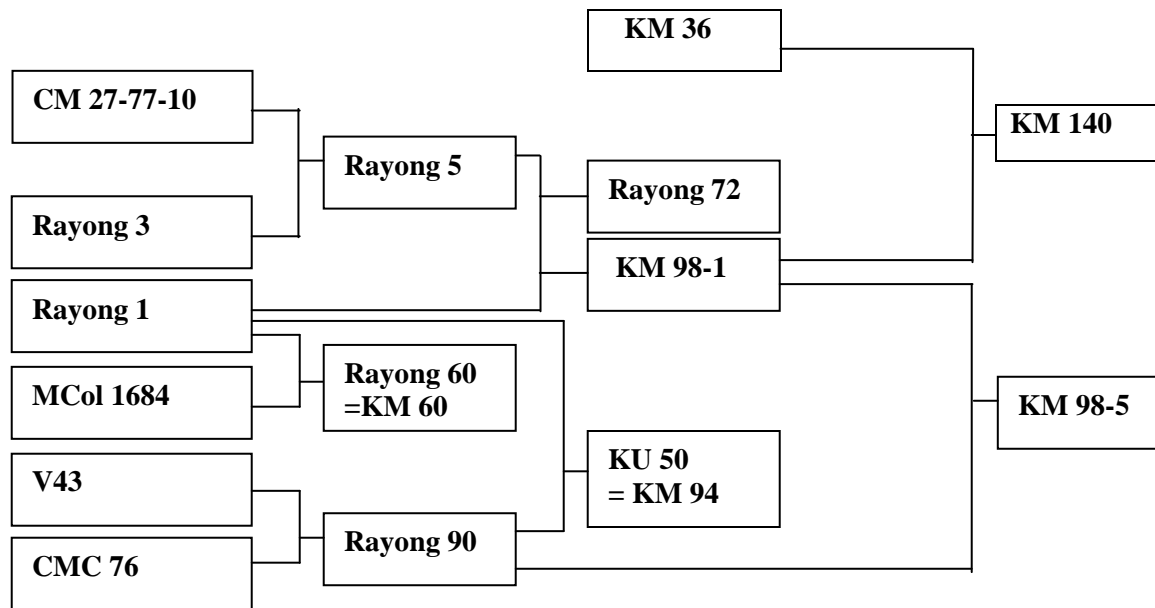 KM 36
CM 27-77-10
KM 140
Rayong 5
Rayong 72
Rayong 3
KM 98-1
Rayong 1
Rayong 60
=KM 60
MCol 1684
KM 98-5
KU 50
= KM 94
V43
Rayong 90
CMC 76